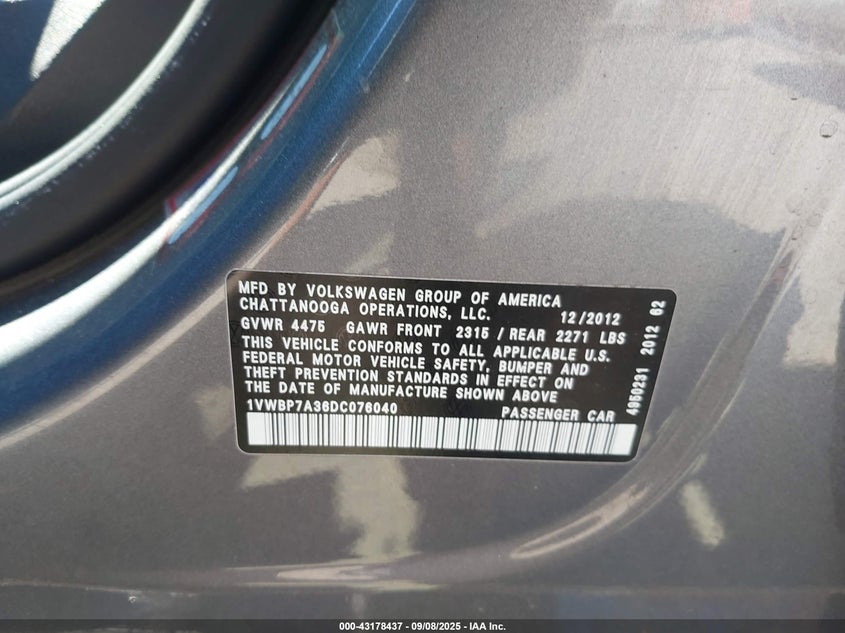 MFD BY VOLKSWAGEN GROUP OF AMERICA
CHATTANOOGA OPERATIONS, LLC. 12/2012
GVWR 4475 GAWR FRONT 2315 / REAR 2271 LBS
THIS VEHICLE CONFORMS TO ALL APPLICABLE U.S.
FEDERAL MOTOR VEHICLE SAFETY, BUMPER AND
THEFT PREVENTION STANDARDS IN EFFECT ON
THE DATE OF MANUFACTURE SHOWN ABOVE
1VWBP7A36DC076040 PASSENGER CAR
4950231 2012 62
000-43178437 - 09/08/2025 - IAA Inc.